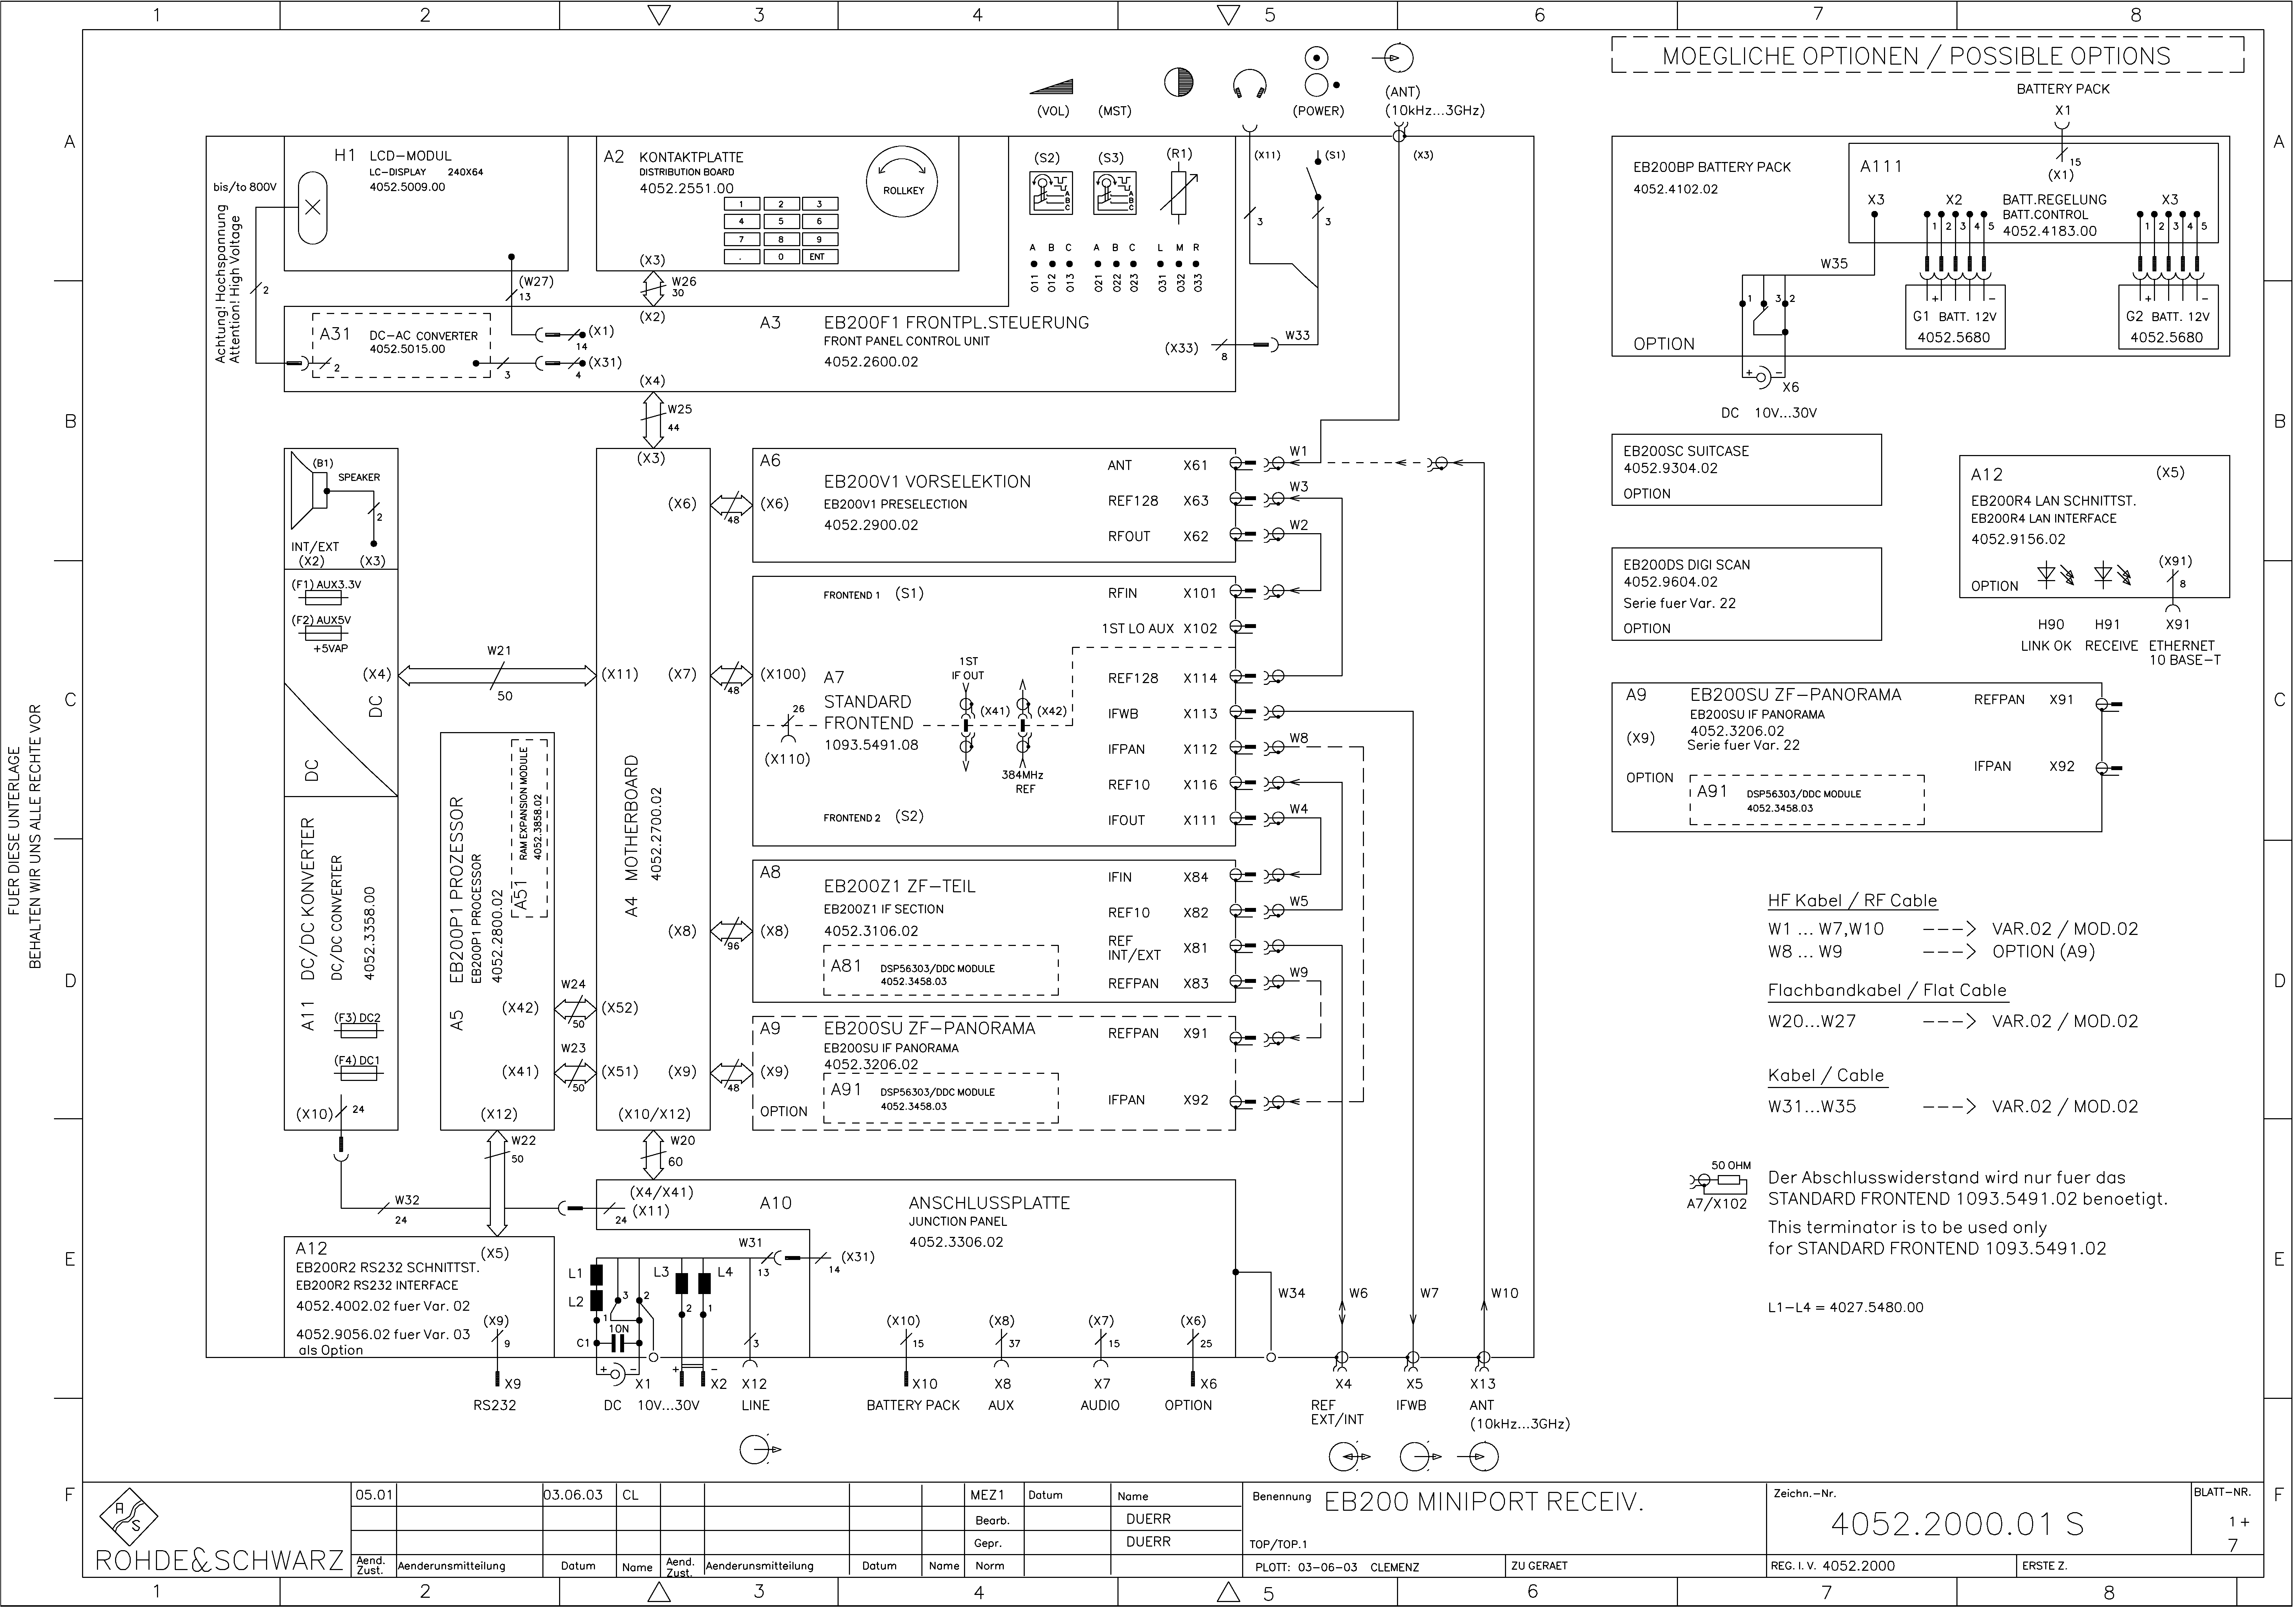 1 2 3 4 5 6 7 8
A
B
C
D
E
F
FUER DIESE UNTERLAGE
BEHALTEN WIR UNS ALLE RECHTE VOR
(VOL) (MST) (POWER)
(ANT)
(10kHz...3GHz)
bis/to 800V
Achtung! Hochspannung
Attention! High Voltage
2
H1 LCD-MODUL
LC-DISPLAY 240X64
4052.5009.00
(W27)
13
A2 KONTAKTPLATTE
DISTRIBUTION BOARD
4052.2551.00
1 2 3
4 5 6
7 8 9
. 0 ENT
ROLLKEY
(X3)
W26
30
(S2) (S3) (R1)
A B C A B C L M R
011 012 013 021 022 023 031 032 033
(X11) (S1) (X3)
3 3
(X2)
A31 DC-AC CONVERTER
4052.5015.00
2 3
(X1)
14
(X31)
4
A3 EB200F1 FRONTPL.STEUERUNG
FRONT PANEL CONTROL UNIT
4052.2600.02
(X33)
8
W33
(X4)
W25
44
(X3)
(B1)
SPEAKER
2
INT/EXT
(X2) (X3)
(F1) AUX3.3V
(F2) AUX5V
+5VAP
(X4)
DC
DC
W21
50
(X11)
A11 DC/DC KONVERTER
DC/DC CONVERTER
4052.3358.00
(F3) DC2
(F4) DC1
(X10)
24
A5 EB200P1 PROZESSOR
EB200P1 PROCESSOR
4052.2800.02
A51 RAM EXPANSION MODULE
4052.3858.02
(X42)
W24
50
(X52)
(X41)
W23
50
(X51)
(X12)
A4 MOTHERBOARD
4052.2700.02
(X6)
48
(X7)
48
(X8)
96
(X9)
48
(X10/X12)
A6
EB200V1 VORSELEKTION
EB200V1 PRESELECTION
4052.2900.02
(X6)
ANT X61
REF128 X63
RFOUT X62
W1
W3
W2
FRONTEND 1 (S1)
(X100)
A7
STANDARD
FRONTEND
1093.5491.08
26
(X110)
1ST
IF OUT
(X41) (X42)
384MHz
REF
FRONTEND 2 (S2)
RFIN X101
1ST LO AUX X102
REF128 X114
IFWB X113
IFPAN X112
REF10 X116
IFOUT X111
W8
W4
A8
EB200Z1 ZF-TEIL
EB200Z1 IF SECTION
4052.3106.02
(X8)
A81 DSP56303/DDC MODULE
4052.3458.03
IFIN X84
REF10 X82
REF
INT/EXT X81
REFPAN X83
W5
W9
A9 EB200SU ZF-PANORAMA
EB200SU IF PANORAMA
4052.3206.02
(X9)
A91 DSP56303/DDC MODULE
4052.3458.03
OPTION
REFPAN X91
IFPAN X92
W22
50
W20
60
W32
24
(X4/X41)
(X11)
24
A10 ANSCHLUSSPLATTE
JUNCTION PANEL
4052.3306.02
A12 (X5)
EB200R2 RS232 SCHNITTST.
EB200R2 RS232 INTERFACE
4052.4002.02 fuer Var. 02
4052.9056.02 fuer Var. 03
als Option
(X9)
9
X9
RS232
W31
13
14
(X31)
L1 L2 L3 L4
3 2 1 2 1
10N
C1
3
+ - + -
X1 X2 X12
DC 10V...30V LINE
(X10) (X8) (X7) (X6)
15 37 15 25
X10 X8 X7 X6
BATTERY PACK AUX AUDIO OPTION
W34 W6 W7 W10
X4 X5 X13
REF
EXT/INT
IFWB
ANT
(10kHz...3GHz)
MOEGLICHE OPTIONEN / POSSIBLE OPTIONS
BATTERY PACK
X1
15
(X1)
EB200BP BATTERY PACK
4052.4102.02
A111
X3 X2 X3
BATT.REGELUNG
BATT.CONTROL
4052.4183.00
1 2 3 4 5
1 2 3 4 5
W35
1 3 2
+ -
G1 BATT. 12V
4052.5680
+ -
G2 BATT. 12V
4052.5680
OPTION
+ -
X6
DC 10V...30V
EB200SC SUITCASE
4052.9304.02
OPTION
EB200DS DIGI SCAN
4052.9604.02
Serie fuer Var. 22
OPTION
A12 (X5)
EB200R4 LAN SCHNITTST.
EB200R4 LAN INTERFACE
4052.9156.02
(X91)
8
OPTION
H90 H91 X91
LINK OK RECEIVE ETHERNET
10 BASE-T
A9 EB200SU ZF-PANORAMA
EB200SU IF PANORAMA
4052.3206.02
Serie fuer Var. 22
(X9)
OPTION
A91 DSP56303/DDC MODULE
4052.3458.03
REFPAN X91
IFPAN X92
HF Kabel / RF Cable
W1 ... W7,W10 ---> VAR.02 / MOD.02
W8 ... W9 ---> OPTION (A9)
Flachbandkabel / Flat Cable
W20...W27 ---> VAR.02 / MOD.02
Kabel / Cable
W31...W35 ---> VAR.02 / MOD.02
50 OHM
A7/X102
Der Abschlusswiderstand wird nur fuer das
STANDARD FRONTEND 1093.5491.02 benoetigt.
This terminator is to be used only
for STANDARD FRONTEND 1093.5491.02
L1-L4 = 4027.5480.00
R S
ROHDE&SCHWARZ
05.01 03.06.03 CL
Aend. Zust. Aenderunsmitteilung Datum Name Aend. Zust. Aenderunsmitteilung Datum Name
MEZ1 Datum Name
Bearb. DUERR
Gepr. DUERR
Norm
Benennung EB200 MINIPORT RECEIV.
TOP/TOP.1
PLOTT: 03-06-03 CLEMENZ ZU GERAET
Zeichn.-Nr.
4052.2000.01 S
REG. I. V. 4052.2000 ERSTE Z.
BLATT-NR.
1 +
7
1 2 3 4 5 6 7 8